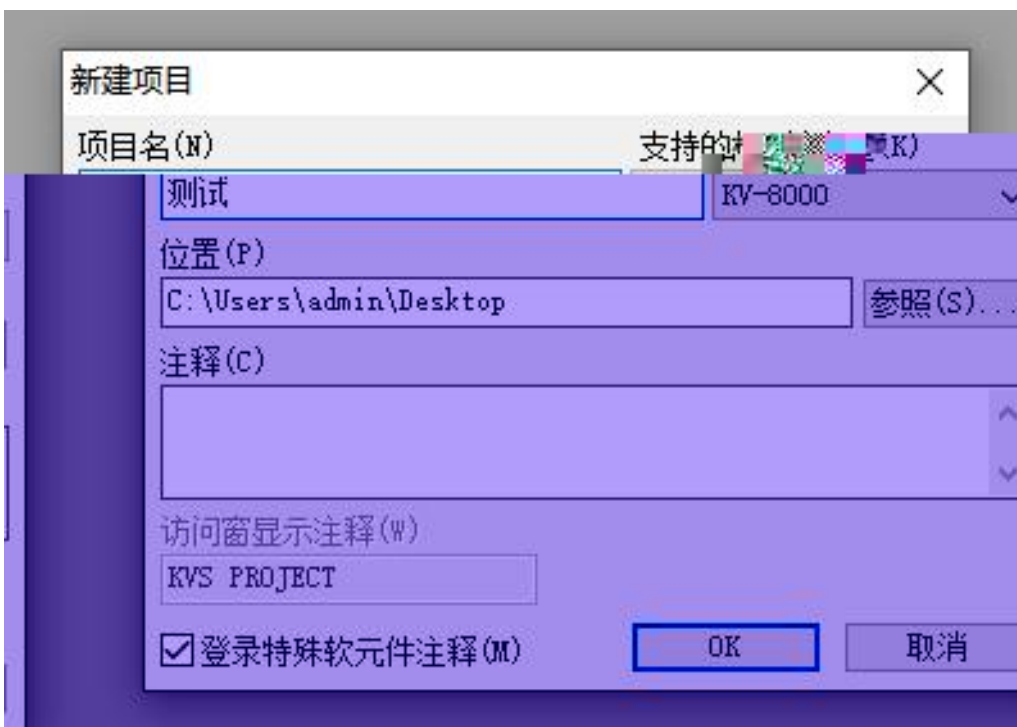 新建项目
项目名(N) 支持的
测试 KV-8000
位置(P)
C:\Users\admin\Desktop 参照(S)...
注释(C)
访问窗显示注释(W)
KVS PROJECT
登录特殊软元件注释(M) OK 取消